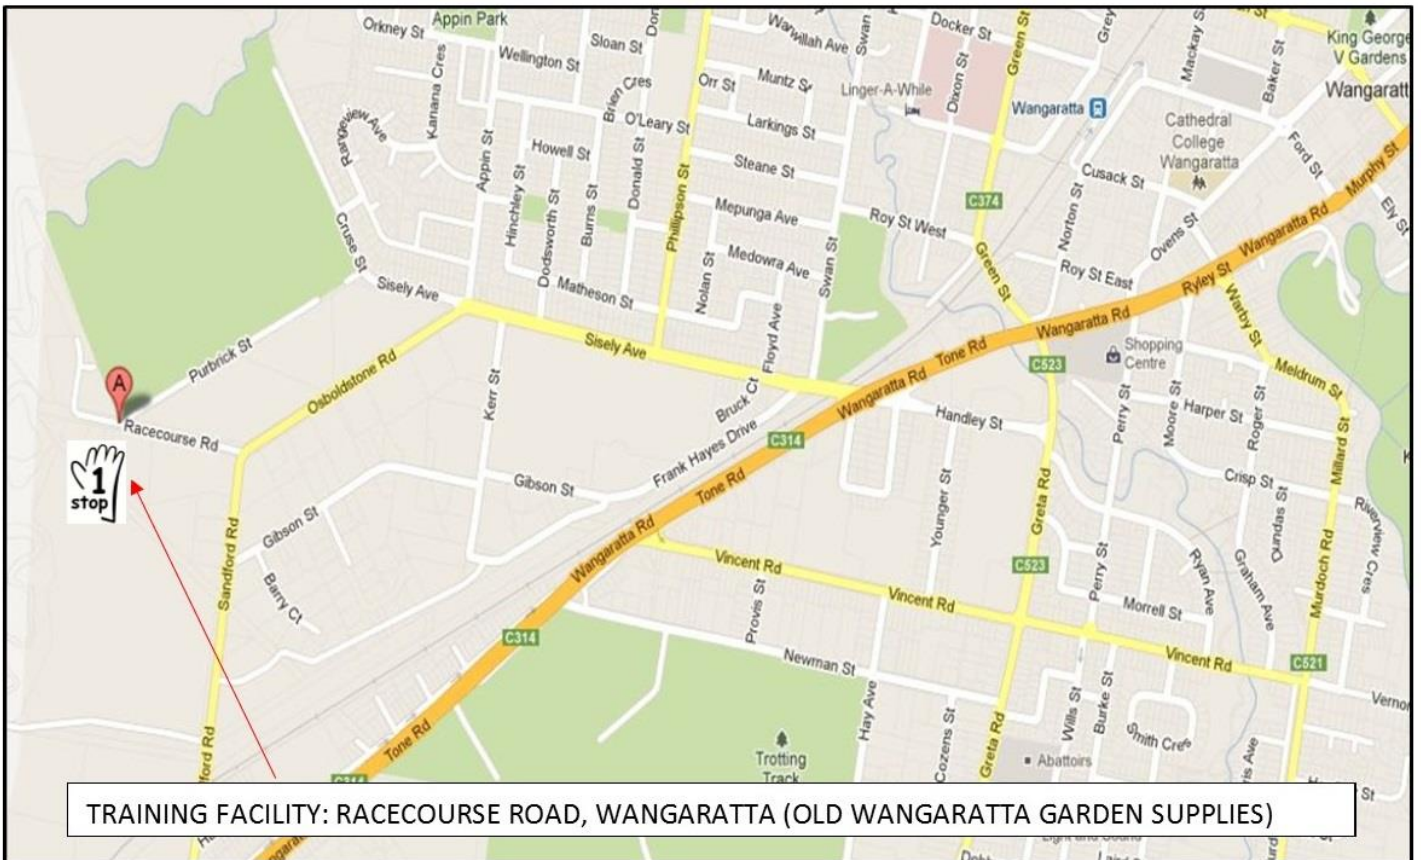 Appin Park
Orkney St
Kanana Cres
Wellington St
Sloan St
Brien Cres
Orr St
Muntz St
Swan St
Docker St
Green St
Dixon St
Mackay St
Baker St
King George
V Gardens
Linger-A-While
Wangaratta
Cathedral
College
Wangaratta
Rangeview Ave
O'Leary St
Larkings St
Howell St
Steane St
Appin St
Hinchley St
Dodsworth St
Burns St
Donald St
Phillipson St
Mepunga Ave
Medowra Ave
Nolan St
Floyd Ave
Swan St
Roy St West
C374
Green St
Norton St
Cusack St
Ford St
Murphy St
Ely St
Ovens St
Roy St East
Wangaratta Rd
Ryley St
Cruse St
Sisely Ave
Matheson St
Sisely Ave
Wangaratta Rd
Tone Rd
Wangaratta Rd
Warby St
Shopping
Centre
C523
Meldrum St
A
Purbrick St
Osboldstone Rd
Kerr St
Bruck Ct
Frank Hayes Drive
C314
Handley St
Perry St
Moore St
Harper St
Roger St
Millard St
Racecourse Rd
1
stop
Gibson St
Gibson St
Tone Rd
Wangaratta Rd
Younger St
Greta Rd
Crisp St
Dundas St
Riverview Cres
Sandford Rd
Barry Ct
Vincent Rd
Vincent Rd
C523
Perry St
Ryan Ave
Graham Ave
Murdoch Rd
Provis St
Morrell St
C314
Newman St
Vincent Rd
C521
Hay Ave
Cozens St
Greta Rd
Wills St
Burke St
Smith Cres
Tone Rd
Trotting
Track
Abattoirs
TRAINING FACILITY: RACECOURSE ROAD, WANGARATTA (OLD WANGARATTA GARDEN SUPPLIES)